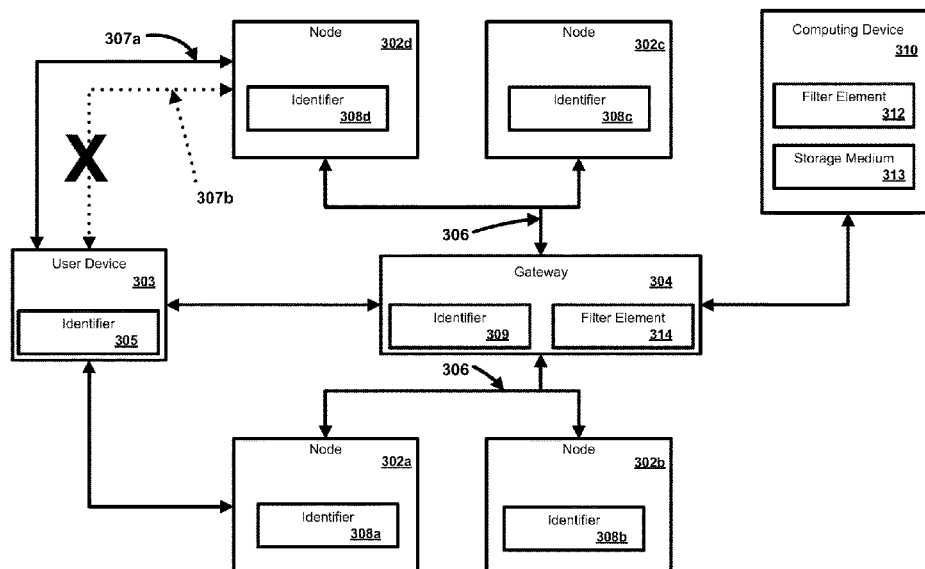 307a
Node
302d
Identifier
308d
Node
302c
Identifier
308c
Computing Device
310
Filter Element
312
Storage Medium
313
X
307b
306
User Device
303
Identifier
305
Gateway
304
Identifier
309
Filter Element
314
306
Node
302a
Identifier
308a
Node
302b
Identifier
308b